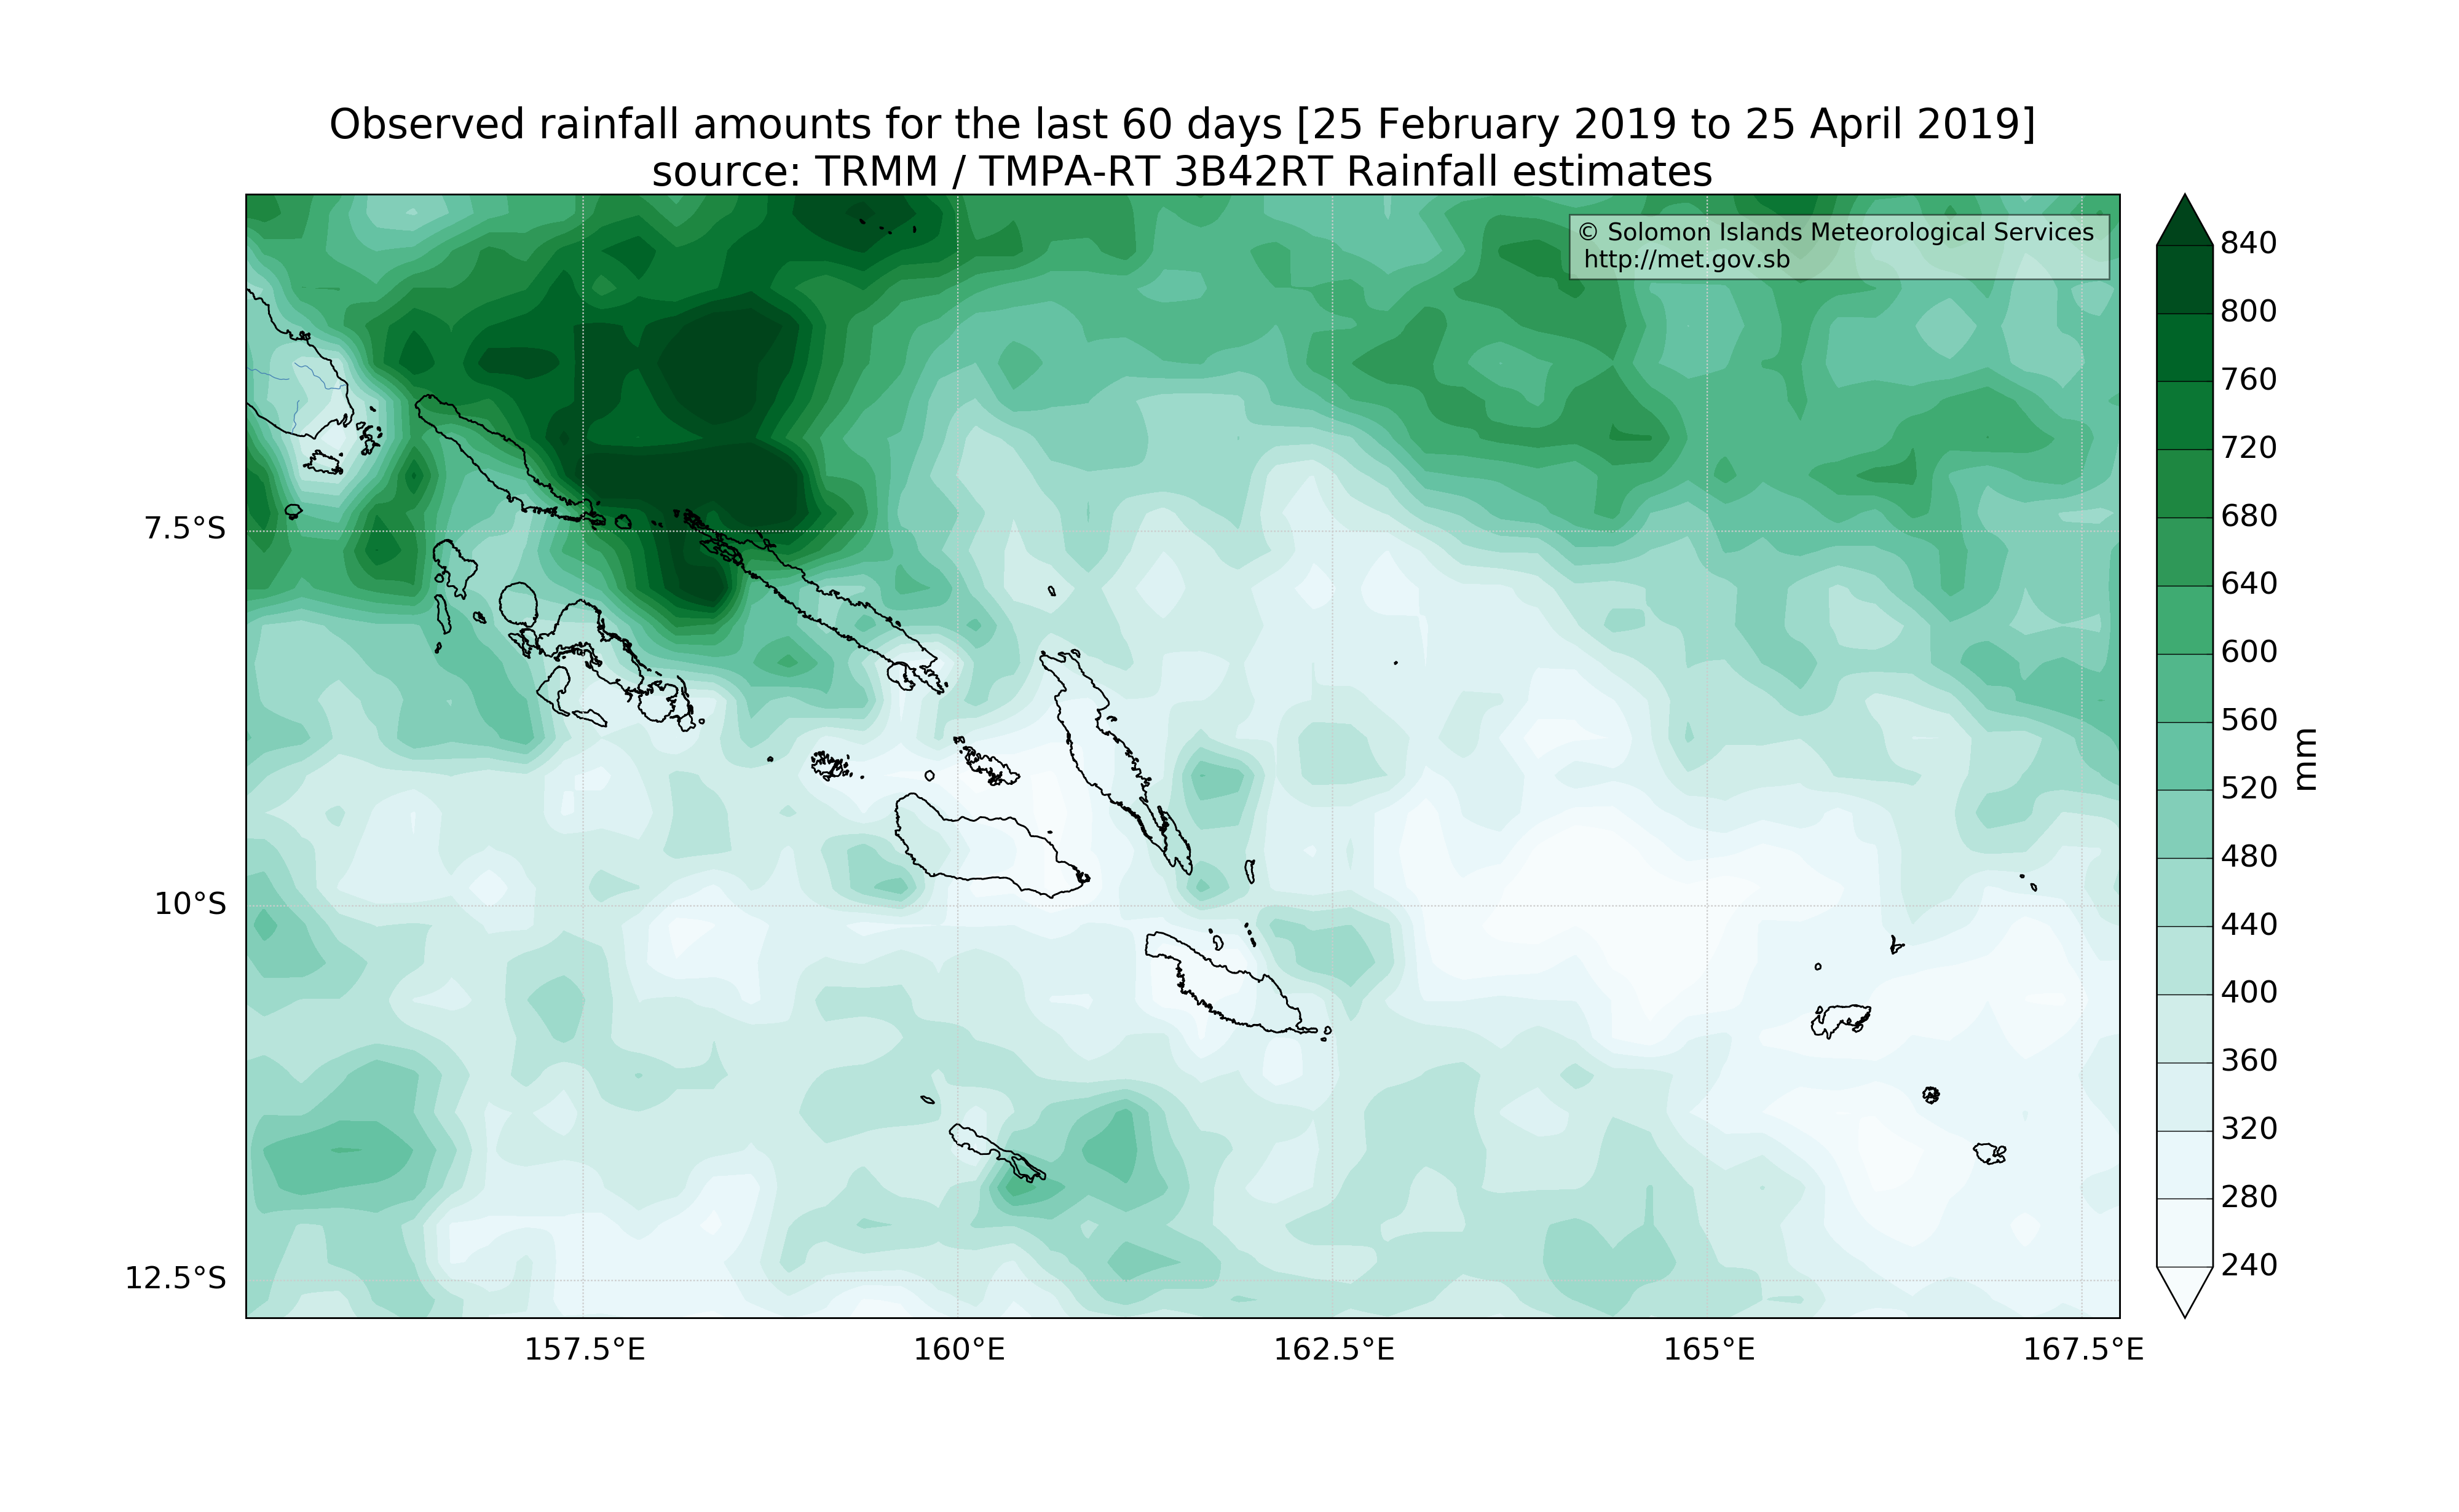 Observed rainfall amounts for the last 60 days [25 February 2019 to 25 April 2019]
source: TRMM / TMPA-RT 3B42RT Rainfall estimates
© Solomon Islands Meteorological Services
http://met.gov.sb
7.5°S
10°S
12.5°S
157.5°E
160°E
162.5°E
165°E
167.5°E
840
800
760
720
680
640
600
560
520
480
440
400
360
320
280
240
mm